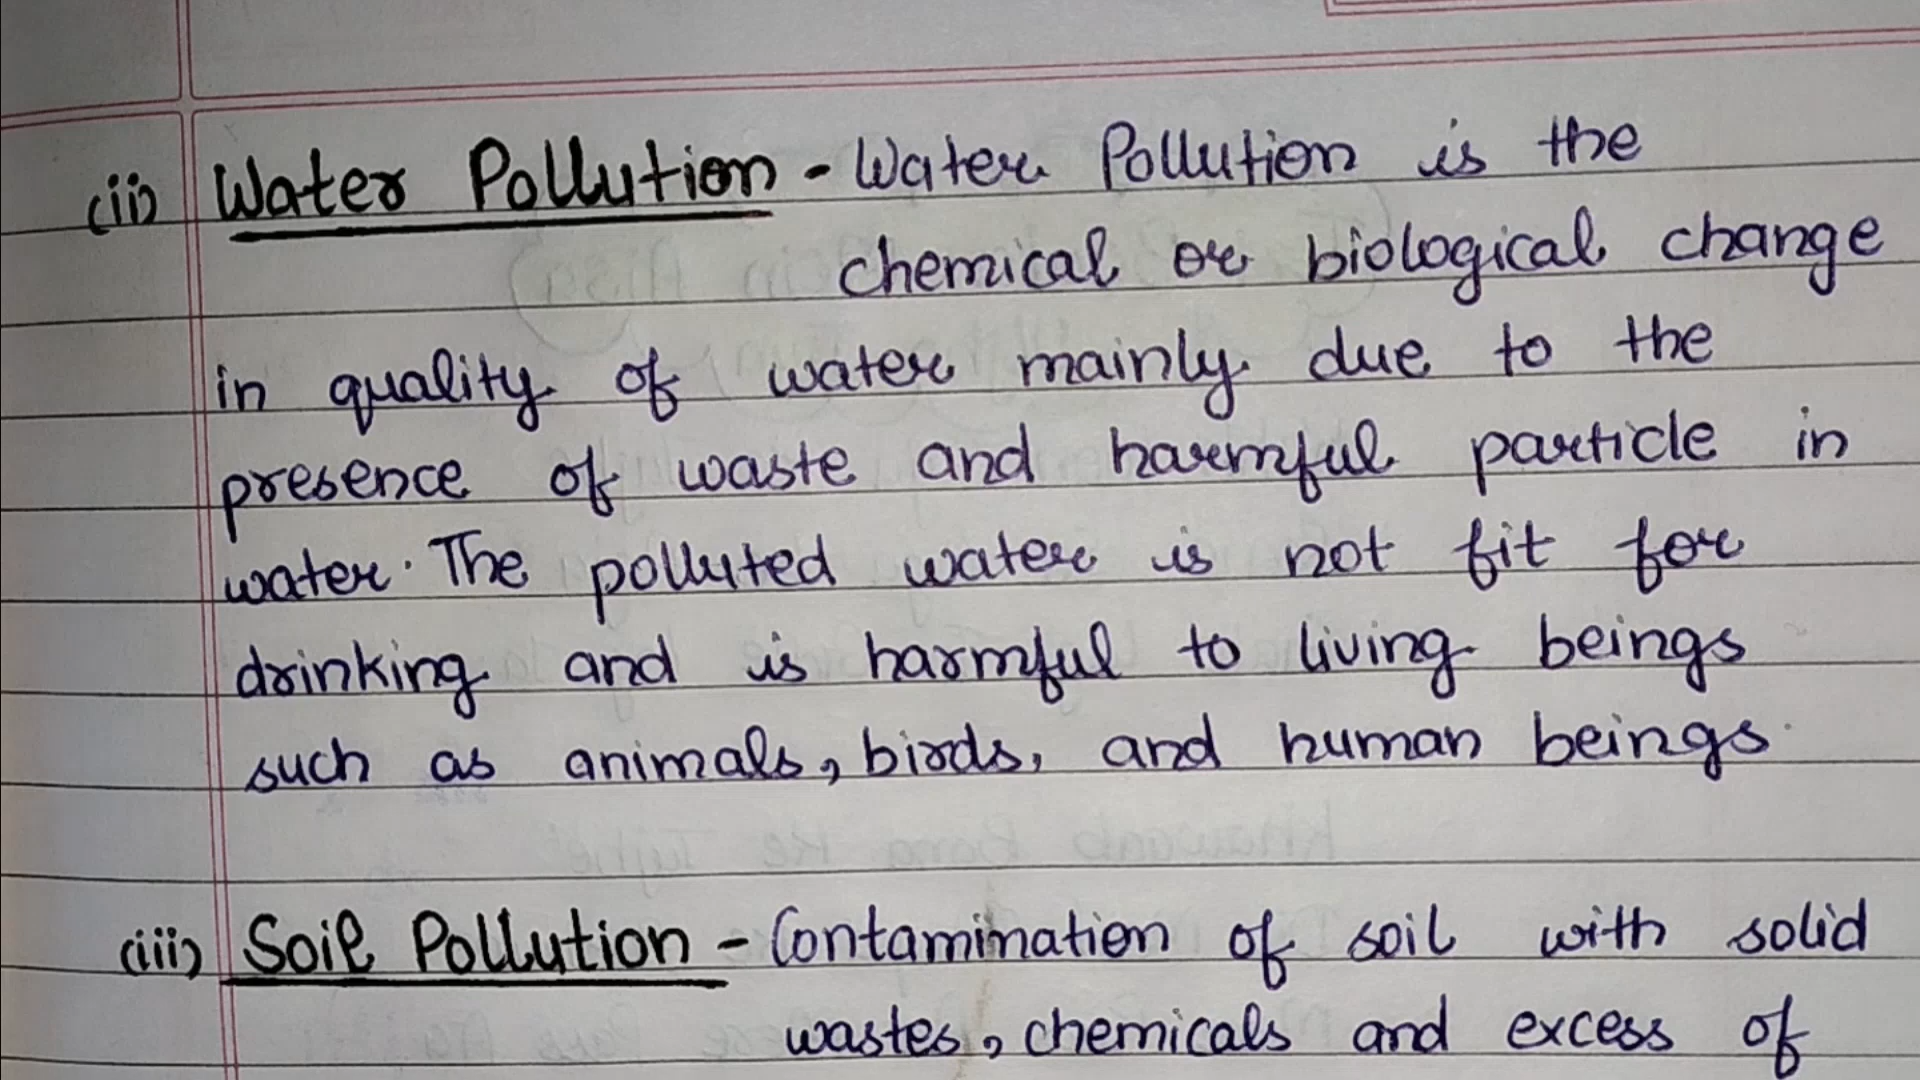 (ii) Water Pollution - Water Pollution is the
chemical or biological change
in quality of water mainly due to the
presence of waste and harmful particle in
water. The polluted water is not fit for
drinking and is harmful to living beings
such as animals, birds, and human beings.
(iii) Soil Pollution - Contamination of soil with solid
wastes, chemicals and excess of